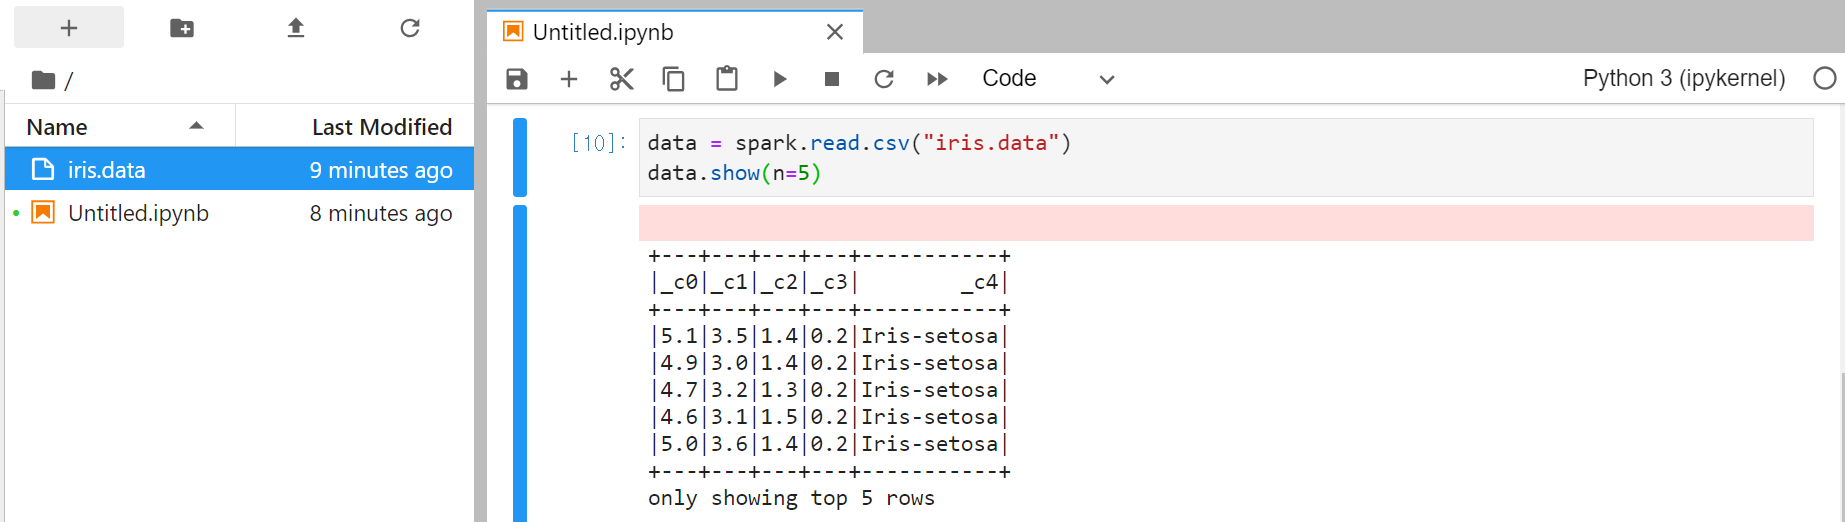 /
Name Last Modified
iris.data 9 minutes ago
Untitled.ipynb 8 minutes ago
Untitled.ipynb
Code Python 3 (ipykernel)
[10]: data = spark.read.csv("iris.data")
data.show(n=5)
+---+---+---+---+-----------+
|_c0|_c1|_c2|_c3|        _c4|
+---+---+---+---+-----------+
|5.1|3.5|1.4|0.2|Iris-setosa|
|4.9|3.0|1.4|0.2|Iris-setosa|
|4.7|3.2|1.3|0.2|Iris-setosa|
|4.6|3.1|1.5|0.2|Iris-setosa|
|5.0|3.6|1.4|0.2|Iris-setosa|
+---+---+---+---+-----------+
only showing top 5 rows